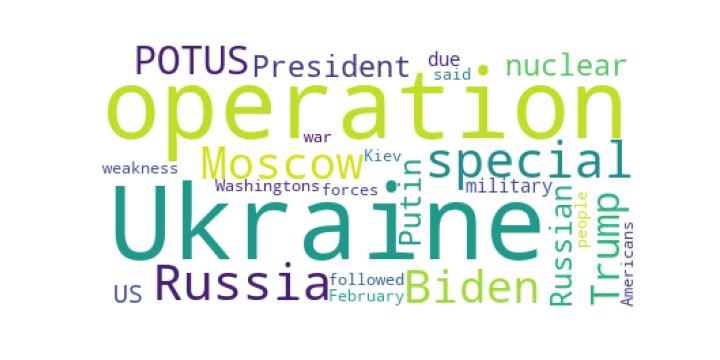 POTUS President due said nuclear
operation
war
weakness Moscow Kiev special
Washingtons forces Putin military
Ukraine Russian people Trump Americans
US Russia followed Biden
February